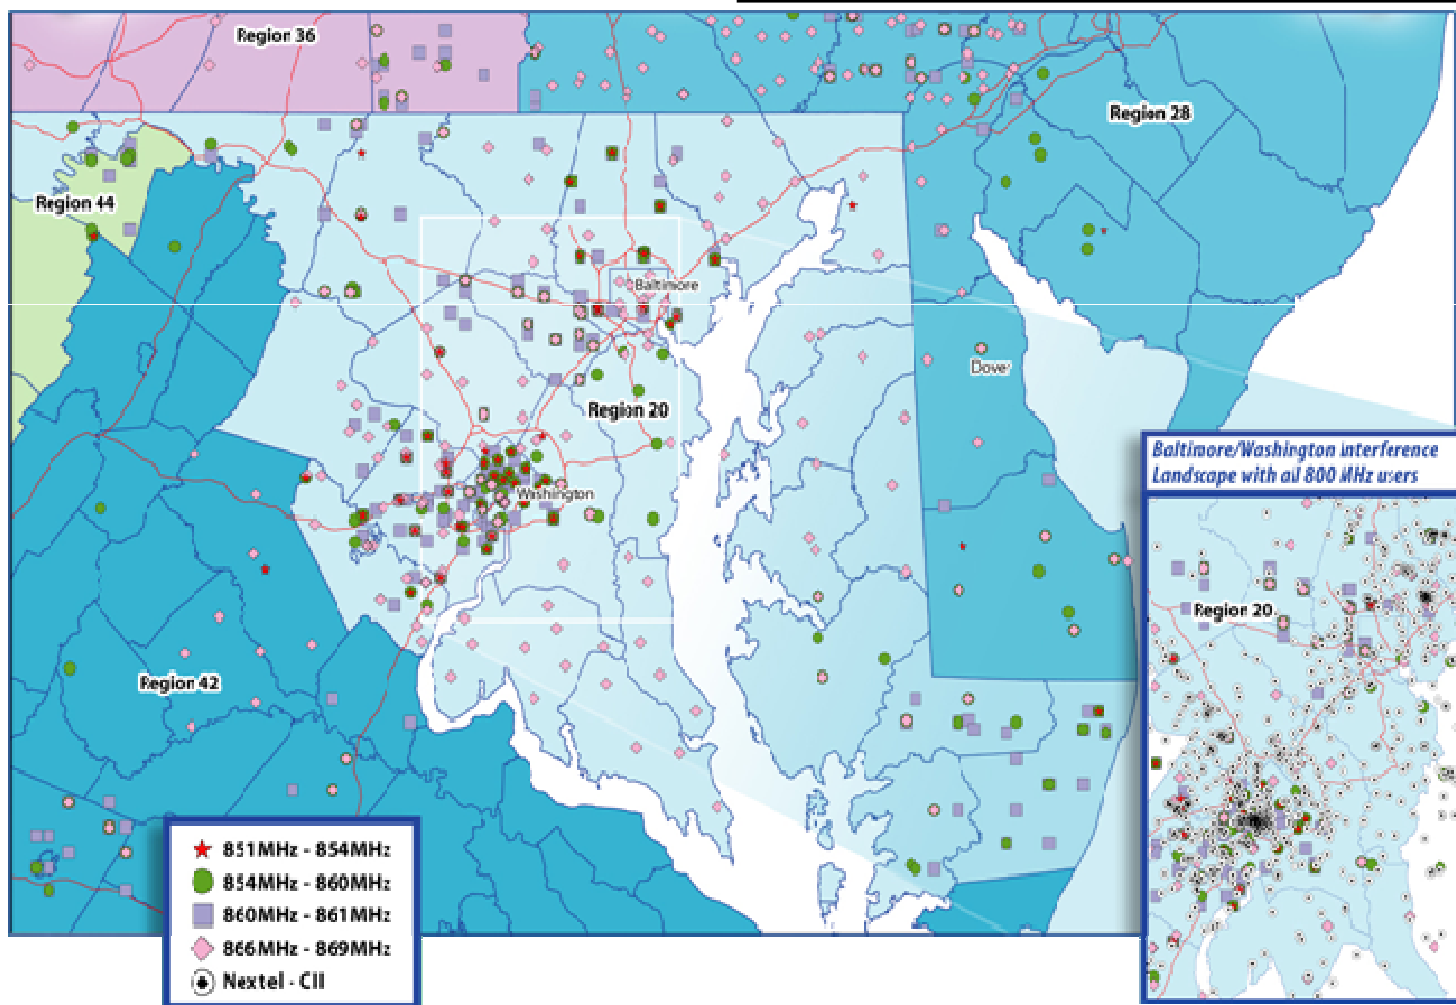 Region 36
Region 28
Region 44
Baltimore
Dover
Region 20
Baltimore/Washington Interference
Landscape with all 800 MHz users
Washington
Region 20
Region 42
851MHz - 854MHz
854MHz - 860MHz
860MHz - 861MHz
866MHz - 869MHz
Nextel - CII